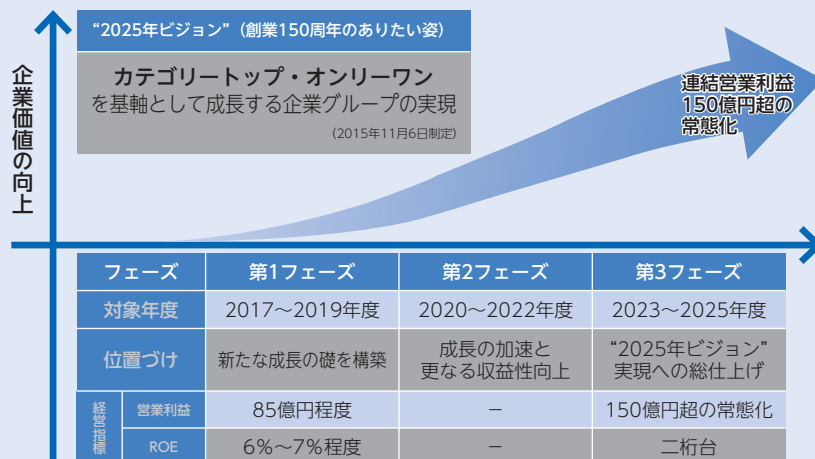 企業価値の向上
“2025年ビジョン”（創業150周年のありたい姿）
カテゴリートップ・オンリーワン
を基軸として成長する企業グループの実現
（2015年11月6日制定）
連結営業利益
150億円超の
常態化
フェーズ 第1フェーズ 第2フェーズ 第3フェーズ
対象年度 2017～2019年度 2020～2022年度 2023～2025年度
位置づけ 新たな成長の礎を構築 成長の加速と
更なる収益性向上 “2025年ビジョン”
実現への総仕上げ
経営指標 営業利益 85億円程度 － 150億円超の常態化
ROE 6%～7%程度 － 二桁台